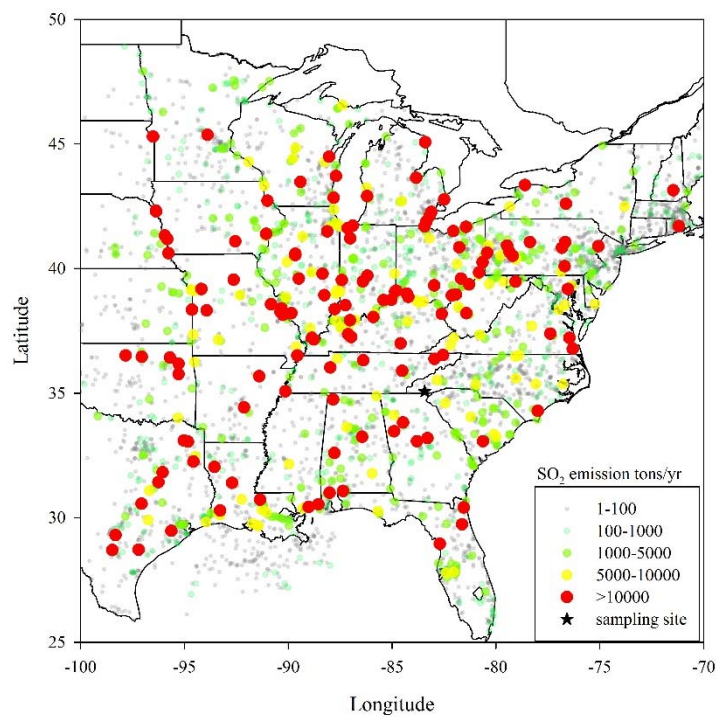 50
45
40
35
30
25
Latitude
SO₂ emission tons/yr
1-100
100-1000
1000-5000
5000-10000
>10000
sampling site
-100 -95 -90 -85 -80 -75 -70
Longitude